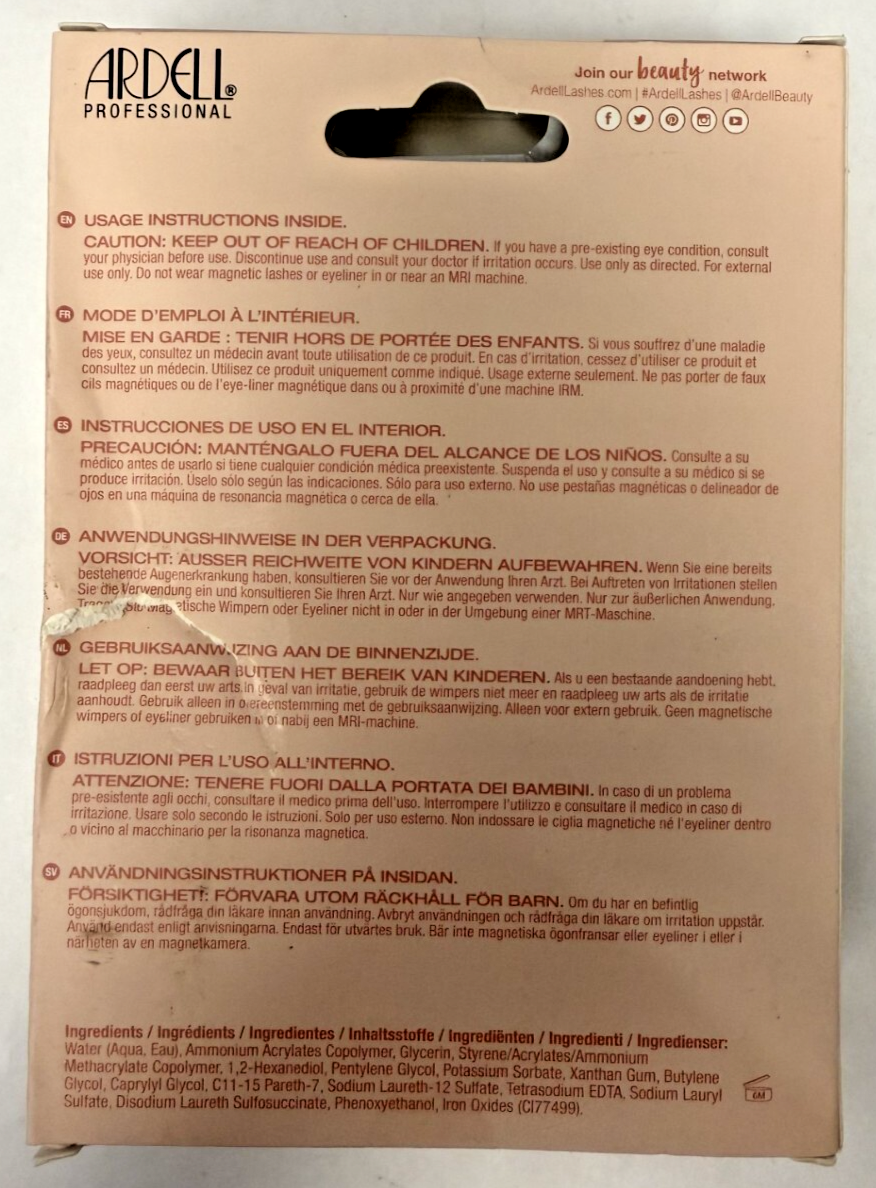 ARDELL®
PROFESSIONAL
Join our beauty network
ArdellLashes.com | #ArdellLashes | @ArdellBeauty
EN USAGE INSTRUCTIONS INSIDE.
CAUTION: KEEP OUT OF REACH OF CHILDREN. If you have a pre-existing eye condition, consult
your physician before use. Discontinue use and consult your doctor if irritation occurs. Use only as directed. For external
use only. Do not wear magnetic lashes or eyeliner in or near an MRI machine.
FR MODE D'EMPLOI À L'INTÉRIEUR.
MISE EN GARDE : TENIR HORS DE PORTÉE DES ENFANTS. Si vous souffrez d'une maladie
des yeux, consultez un médecin avant toute utilisation de ce produit. En cas d'irritation, cessez d'utiliser ce produit et
consultez un médecin. Utilisez ce produit uniquement comme indiqué. Usage externe seulement. Ne pas porter de faux
cils magnétiques ou de l'eye-liner magnétique dans ou à proximité d'une machine IRM.
ES INSTRUCCIONES DE USO EN EL INTERIOR.
PRECAUCIÓN: MANTÉNGALO FUERA DEL ALCANCE DE LOS NIÑOS. Consulte a su
médico antes de usarlo si tiene cualquier condición médica preexistente. Suspenda el uso y consulte a su médico si se
produce irritación. Úselo sólo según las indicaciones. Sólo para uso externo. No use pestañas magnéticas o delineador de
ojos en una máquina de resonancia magnética o cerca de ella.
DE ANWENDUNGSHINWEISE IN DER VERPACKUNG.
VORSICHT: AUSSER REICHWEITE VON KINDERN AUFBEWAHREN. Wenn Sie eine bereits
bestehende Augenerkrankung haben, konsultieren Sie vor der Anwendung Ihren Arzt. Bei Auftreten von Irritationen stellen
Sie die Verwendung ein und konsultieren Sie Ihren Arzt. Nur wie angegeben verwenden. Nur zur äußerlichen Anwendung.
Tragen Sie magnetische Wimpern oder Eyeliner nicht in oder in der Umgebung einer MRT-Maschine.
NL GEBRUIKSAANWIJZING AAN DE BINNENZIJDE.
LET OP: BEWAAR BUITEN HET BEREIK VAN KINDEREN. Als u een bestaande aandoening hebt,
raadpleeg dan eerst uw arts. In geval van irritatie, gebruik de wimpers niet meer en raadpleeg uw arts als de irritatie
aanhoudt. Gebruik alleen in overeenstemming met de gebruiksaanwijzing. Alleen voor extern gebruik. Geen magnetische
wimpers of eyeliner gebruiken in of nabij een MRI-machine.
IT ISTRUZIONI PER L'USO ALL'INTERNO.
ATTENZIONE: TENERE FUORI DALLA PORTATA DEI BAMBINI. In caso di un problema
pre-esistente agli occhi, consultare il medico prima dell'uso. Interrompere l'utilizzo e consultare il medico in caso di
irritazione. Usare solo secondo le istruzioni. Solo per uso esterno. Non indossare le ciglia magnetiche né l'eyeliner dentro
o vicino al macchinario per la risonanza magnetica.
SV ANVÄNDNINGSINSTRUKTIONER PÅ INSIDAN.
FÖRSIKTIGHET!: FÖRVARA UTOM RÄCKHÅLL FÖR BARN. Om du har en befintlig
ögonsjukdom, rådfråga din läkare innan användning. Avbryt användningen och rådfråga din läkare om irritation uppstår.
Använd endast enligt anvisningarna. Endast för utvärtes bruk. Bär inte magnetiska ögonfransar eller eyeliner i eller i
närheten av en magnetkamera.
Ingredients / Ingrédients / Ingredientes / Inhaltsstoffe / Ingrediënten / Ingredienti / Ingredienser:
Water (Aqua, Eau), Ammonium Acrylates Copolymer, Glycerin, Styrene/Acrylates/Ammonium
Methacrylate Copolymer, 1,2-Hexanediol, Pentylene Glycol, Potassium Sorbate, Xanthan Gum, Butylene
Glycol, Caprylyl Glycol, C11-15 Pareth-7, Sodium Laureth-12 Sulfate, Tetrasodium EDTA, Sodium Lauryl
Sulfate, Disodium Laureth Sulfosuccinate, Phenoxyethanol, Iron Oxides (CI77499).
6M